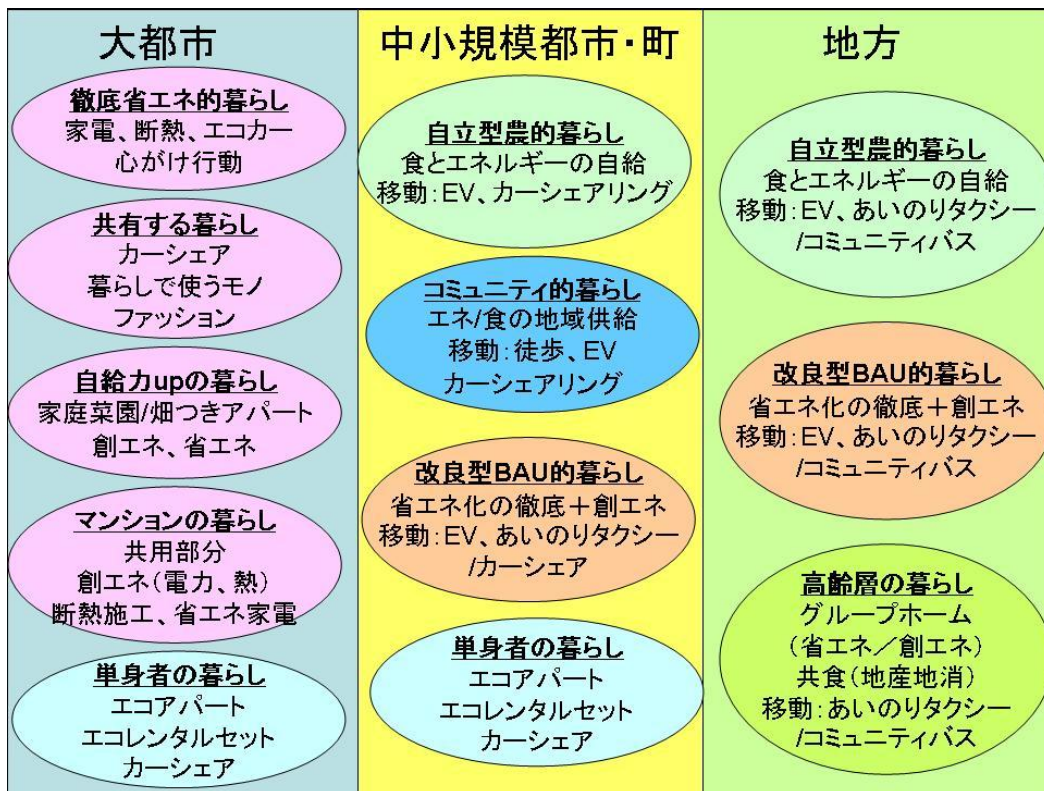 大都市
徹底省エネ的暮らし
家電、断熱、エコカー
心がけ行動
共有する暮らし
カーシェア
暮らしで使うモノ
ファッション
自給力upの暮らし
家庭菜園/畑つきアパート
創エネ、省エネ
マンションの暮らし
共用部分
創エネ(電力、熱)
断熱施工、省エネ家電
単身者の暮らし
エコアパート
エコレンタルセット
カーシェア
中小規模都市・町
自立型農的暮らし
食とエネルギーの自給
移動:EV、カーシェアリング
コミュニティ的暮らし
エネ/食の地域供給
移動:徒歩、EV
カーシェアリング
改良型BAU的暮らし
省エネ化の徹底+創エネ
移動:EV、あいのりタクシー
/カーシェア
単身者の暮らし
エコアパート
エコレンタルセット
カーシェア
地方
自立型農的暮らし
食とエネルギーの自給
移動:EV、あいのりタクシー
/コミュニティバス
改良型BAU的暮らし
省エネ化の徹底+創エネ
移動:EV、あいのりタクシー
/コミュニティバス
高齢層の暮らし
グループホーム
(省エネ/創エネ)
共食(地産地消)
移動:あいのりタクシー
/コミュニティバス